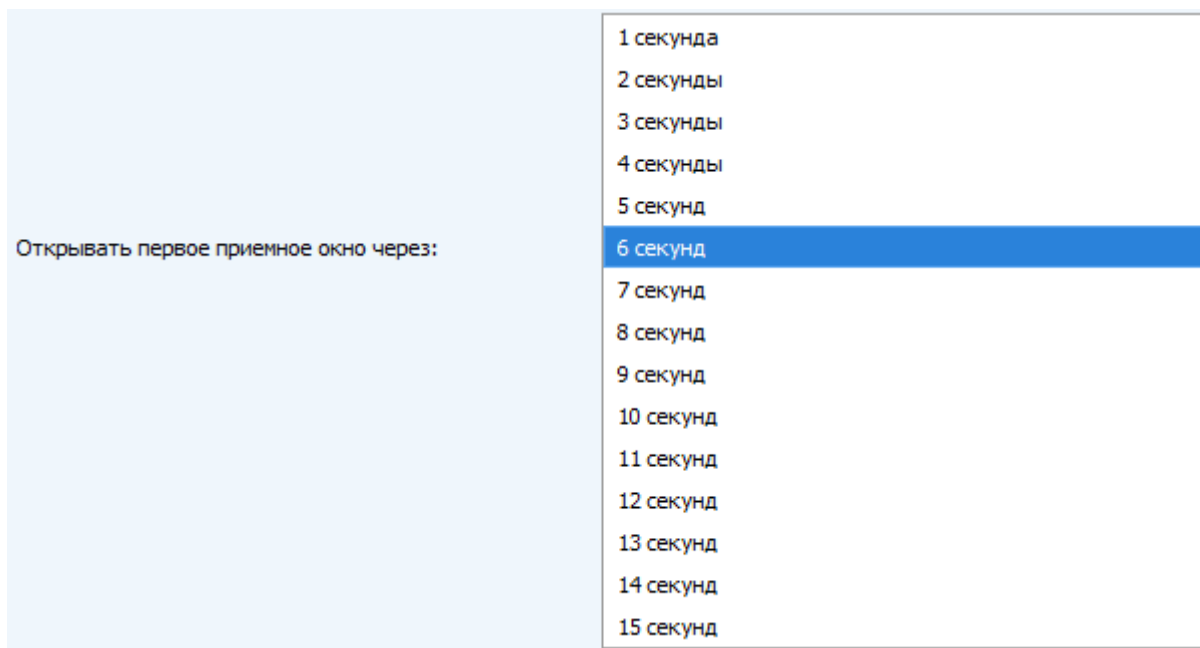 Открывать первое приемное окно через:
1 секунда
2 секунды
3 секунды
4 секунды
5 секунд
6 секунд
7 секунд
8 секунд
9 секунд
10 секунд
11 секунд
12 секунд
13 секунд
14 секунд
15 секунд